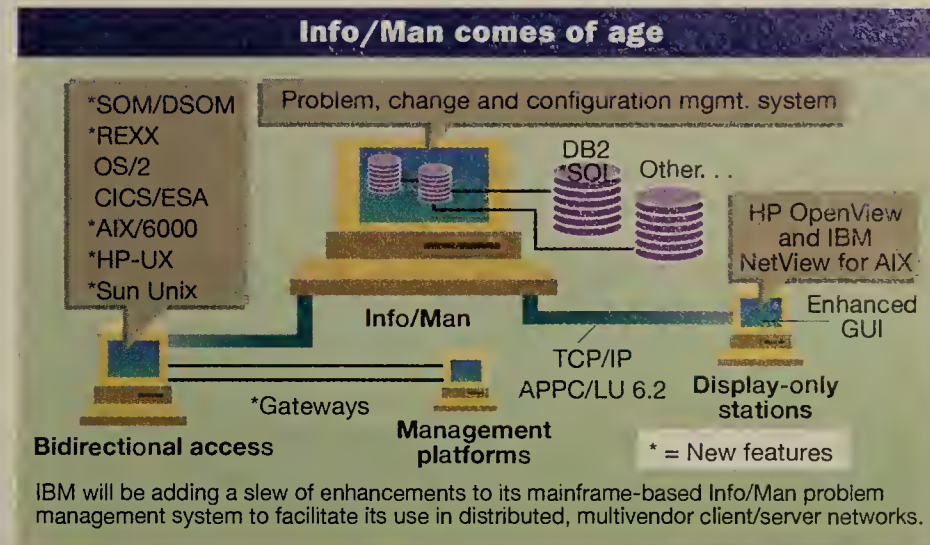 Info/Man comes of age
*SOM/DSOM
*REXX
OS/2
CICS/ESA
*AIX/6000
*HP-UX
*Sun Unix
Problem, change and configuration mgmt. system
DB2
*SQL
Other. . .
HP OpenView
and IBM
NetView for AIX
Enhanced
GUI
Info/Man
TCP/IP
APPC/LU 6.2
Display-only
stations
*Gateways
Bidirectional access
Management
platforms
* = New features
IBM will be adding a slew of enhancements to its mainframe-based Info/Man problem
management system to facilitate its use in distributed, multivendor client/server networks.